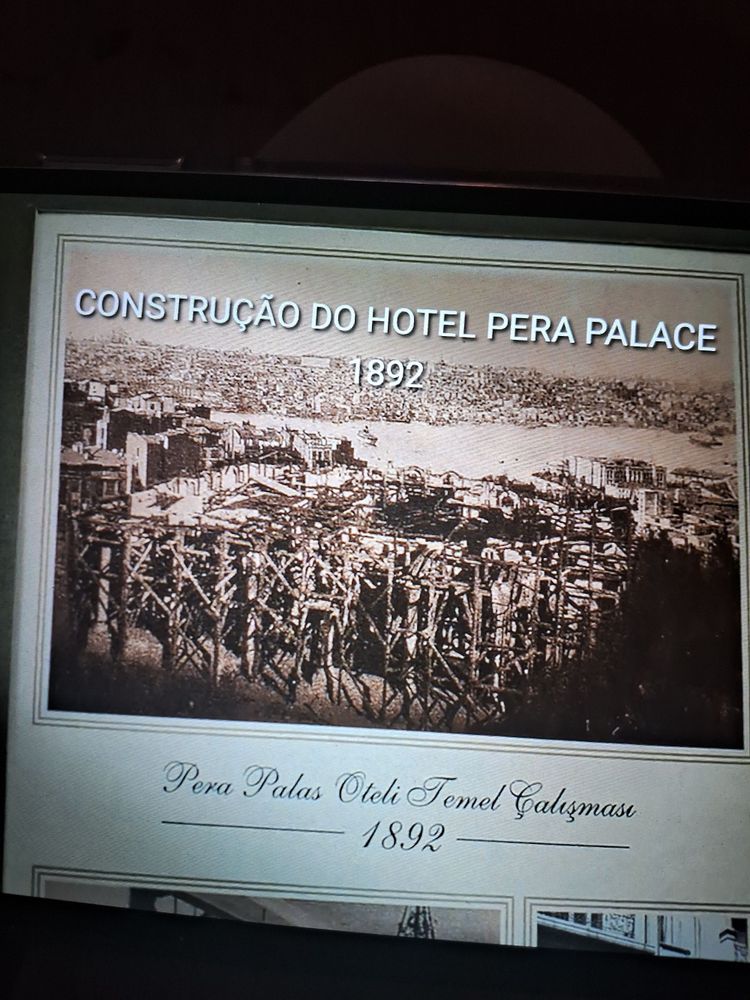 CONSTRUÇÃO DO HOTEL PERA PALACE
1892
Pera Palas Oteli Temel Çalışması
1892